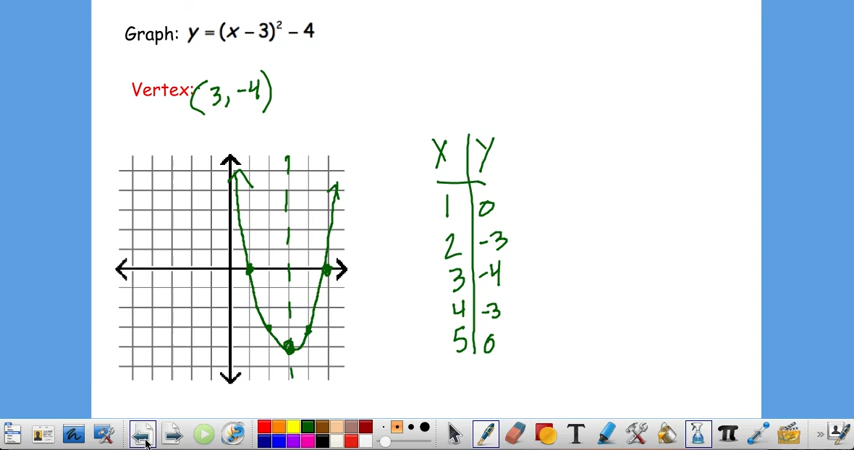 Graph: y = (x – 3)² – 4
Vertex: (3, -4)
X Y
1 0
2 -3
3 -4
4 -3
5 0